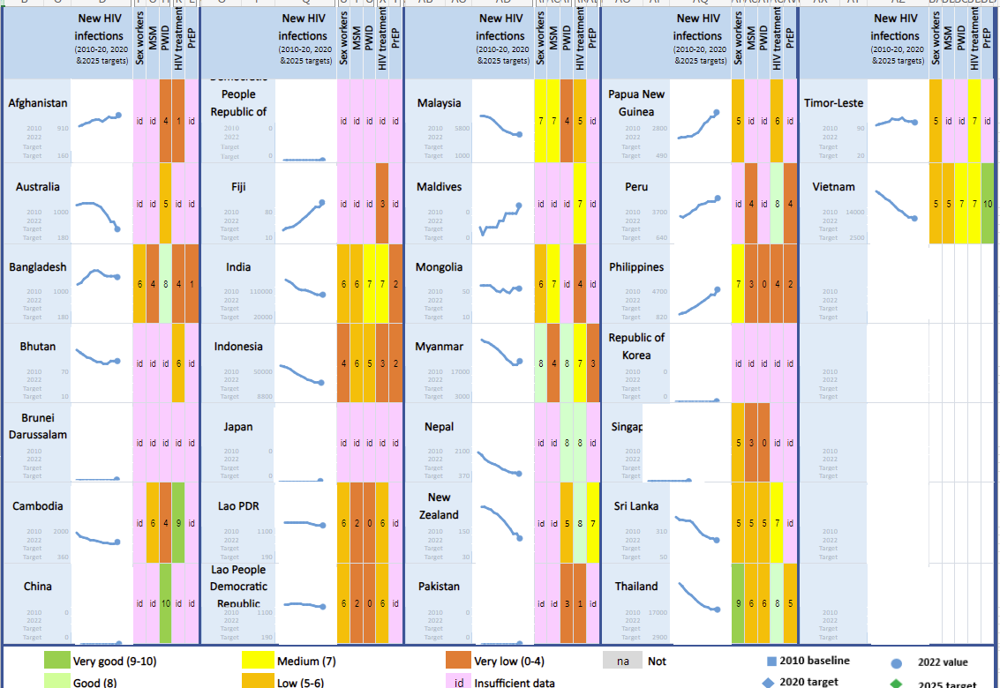 New HIV infections (2010-20, 2020 &2025 targets) Sex workers MSM PWID HIV treatment PrEP
New HIV infections (2010-20, 2020 &2025 targets) Sex workers MSM PWID HIV treatment PrEP
New HIV infections (2010-20, 2020 &2025 targets) Sex workers MSM PWID HIV treatment PrEP
New HIV infections (2010-20, 2020 &2025 targets) Sex workers MSM PWID HIV treatment PrEP
New HIV infections (2010-20, 2020 &2025 targets) Sex workers MSM PWID HIV treatment PrEP
Afghanistan 2010 910 2022 Target Target 160 id id 4 1 id
People Republic of 2010 0 2022 Target Target 0 id id id id id
Malaysia 2010 5800 2022 Target Target 1000 7 7 4 5 id
Papua New Guinea 2010 2800 2022 Target Target 490 5 id id 6 id
Timor-Leste 2010 90 2022 Target Target 20 5 id id 7 id
Australia 2010 1000 2022 Target Target 180 id id 5 id id
Fiji 2010 80 2022 Target Target 10 id id id 3 id
Maldives 2010 0 2022 Target Target 0 id id id 7 id
Peru 2010 3700 2022 Target Target 640 id 4 id 8 4
Vietnam 2010 14000 2022 Target Target 2500 5 5 7 7 10
Bangladesh 2010 1000 2022 Target Target 180 6 4 8 4 1
India 2010 110000 2022 Target Target 20000 6 6 7 7 2
Mongolia 2010 50 2022 Target Target 10 6 7 id 4 id
Philippines 2010 4700 2022 Target Target 820 7 3 0 4 2
2010 2022 Target Target
Bhutan 2010 70 2022 Target Target 10 id id id 6 id
Indonesia 2010 50000 2022 Target Target 8800 4 6 5 3 2
Myanmar 2010 17000 2022 Target Target 3000 8 4 8 7 3
Republic of Korea 2010 0 2022 Target Target 0 id id id id id
2010 2022 Target Target
Brunei Darussalam 2010 2022 Target Target id id id id id
Japan 2010 0 2022 Target Target 0 id id id id id
Nepal 2010 2100 2022 Target Target 370 id id 8 8 id
Singap 5 3 0 id id
2010 2022 Target Target
Cambodia 2010 2000 2022 Target Target 360 id 6 4 9 id
Lao PDR 2010 1100 2022 Target Target 190 6 2 0 6 id
New Zealand 2010 150 2022 Target Target 30 id id 5 8 7
Sri Lanka 2010 310 2022 Target Target 50 5 5 5 7 id
2010 2022 Target Target
China 2010 0 2022 Target Target 0 id id 10 id id
Lao People Democratic Republic 2010 1100 2022 Target Target 190 6 2 0 6 id
Pakistan 2010 0 2022 Target Target 0 id id 3 1 id
Thailand 2010 17000 2022 Target Target 2900 9 6 6 8 5
2010 2022 Target Target
Very good (9-10) Medium (7) Very low (0-4) na Not 2010 baseline 2022 value
Good (8) Low (5-6) id Insufficient data 2020 target 2025 target